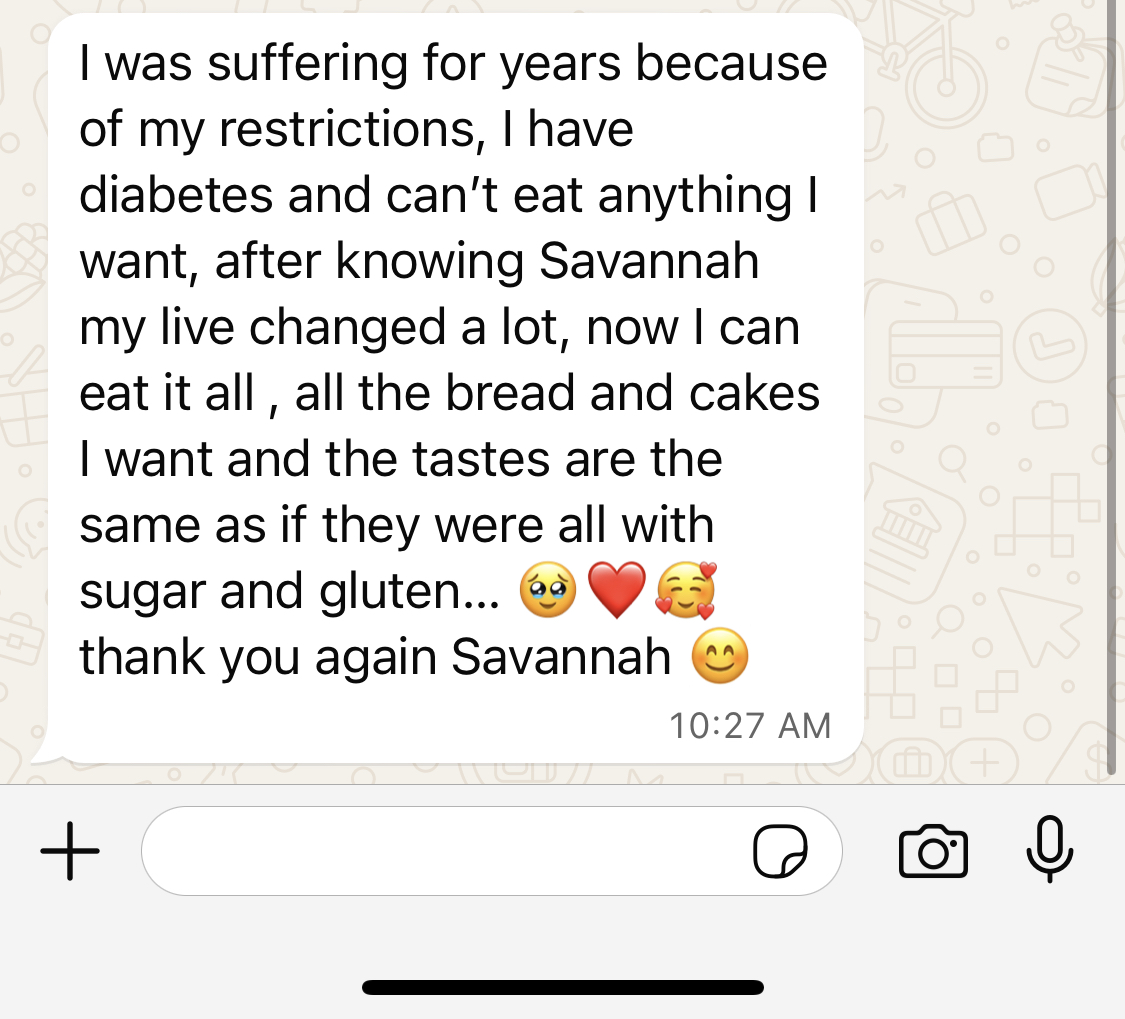 I was suffering for years because
of my restrictions, I have
diabetes and can’t eat anything I
want, after knowing Savannah
my live changed a lot, now I can
eat it all , all the bread and cakes
I want and the tastes are the
same as if they were all with
sugar and gluten... 🥹❤️🥰
thank you again Savannah 😊
10:27 AM